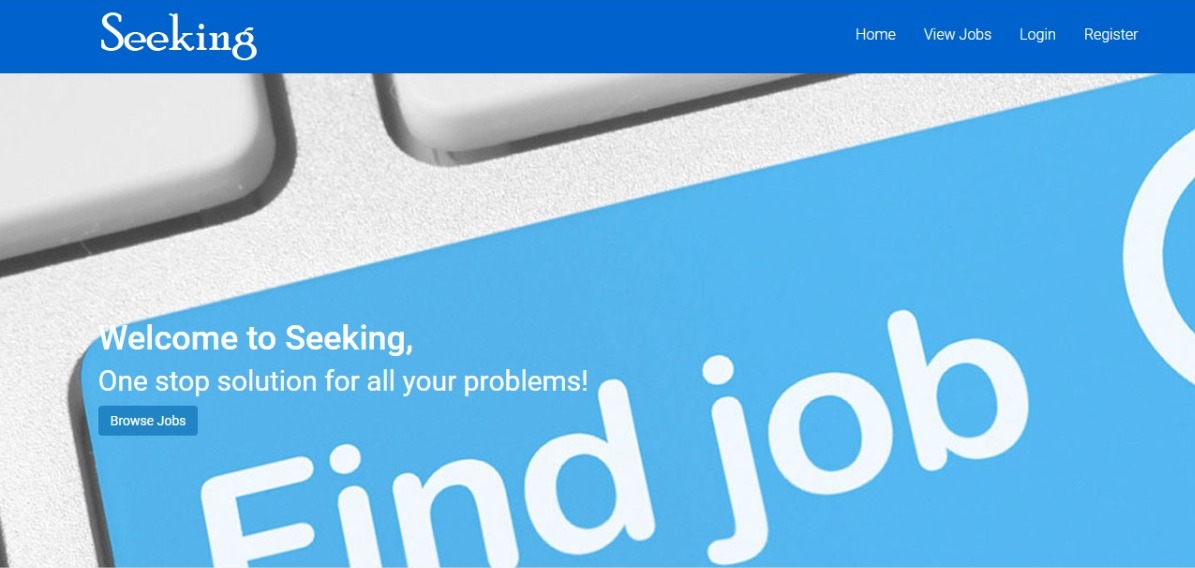 Seeking
Home View Jobs Login Register
Welcome to Seeking,
One stop solution for all your problems!
Browse Jobs
Find job